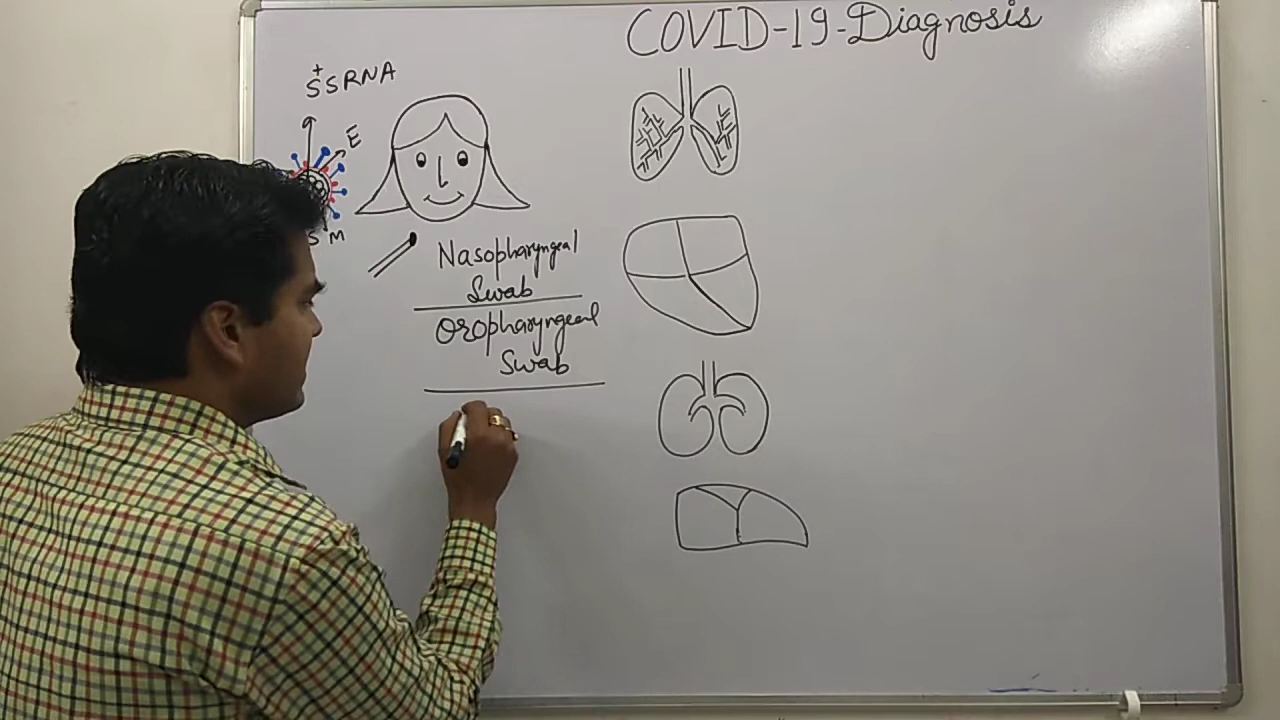 COVID-19-Diagnosis
+
SSRNA
E
S M
Nasopharyngeal
Swab
Oropharyngeal
Swab